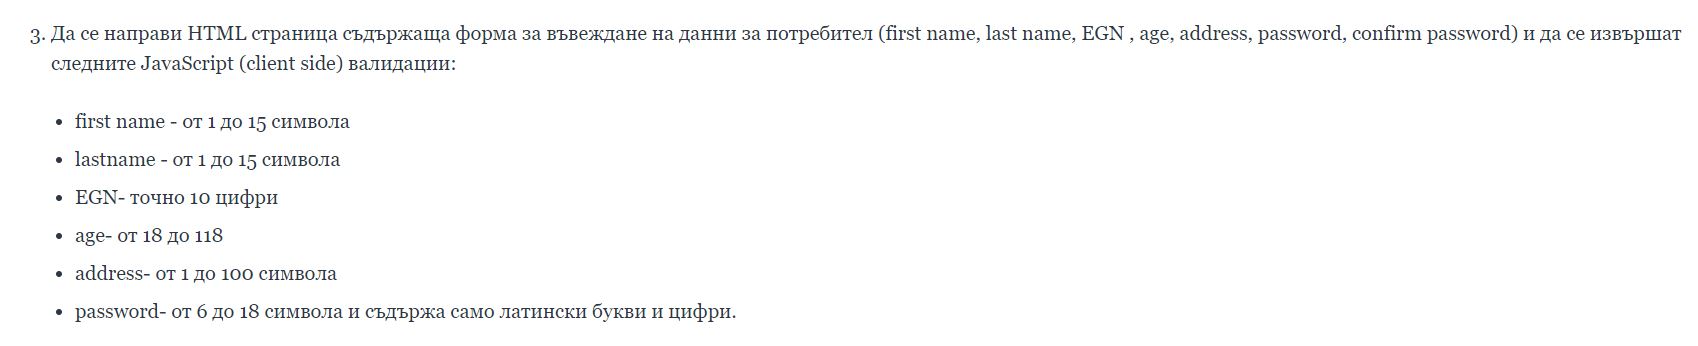 3. Да се направи HTML страница съдържаща форма за въвеждане на данни за потребител (first name, last name, EGN , age, address, password, confirm password) и да се извършат
следните JavaScript (client side) валидации:
• first name - от 1 до 15 символа
• lastname - от 1 до 15 символа
• EGN- точно 10 цифри
• age- от 18 до 118
• address- от 1 до 100 символа
• password- от 6 до 18 символа и съдържа само латински букви и цифри.